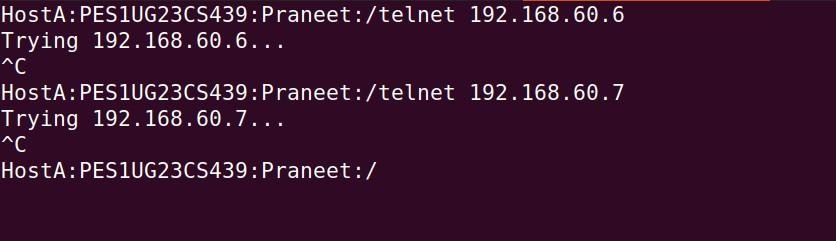 HostA:PES1UG23CS439:Praneet:/telnet 192.168.60.6
Trying 192.168.60.6...
^C
HostA:PES1UG23CS439:Praneet:/telnet 192.168.60.7
Trying 192.168.60.7...
^C
HostA:PES1UG23CS439:Praneet:/